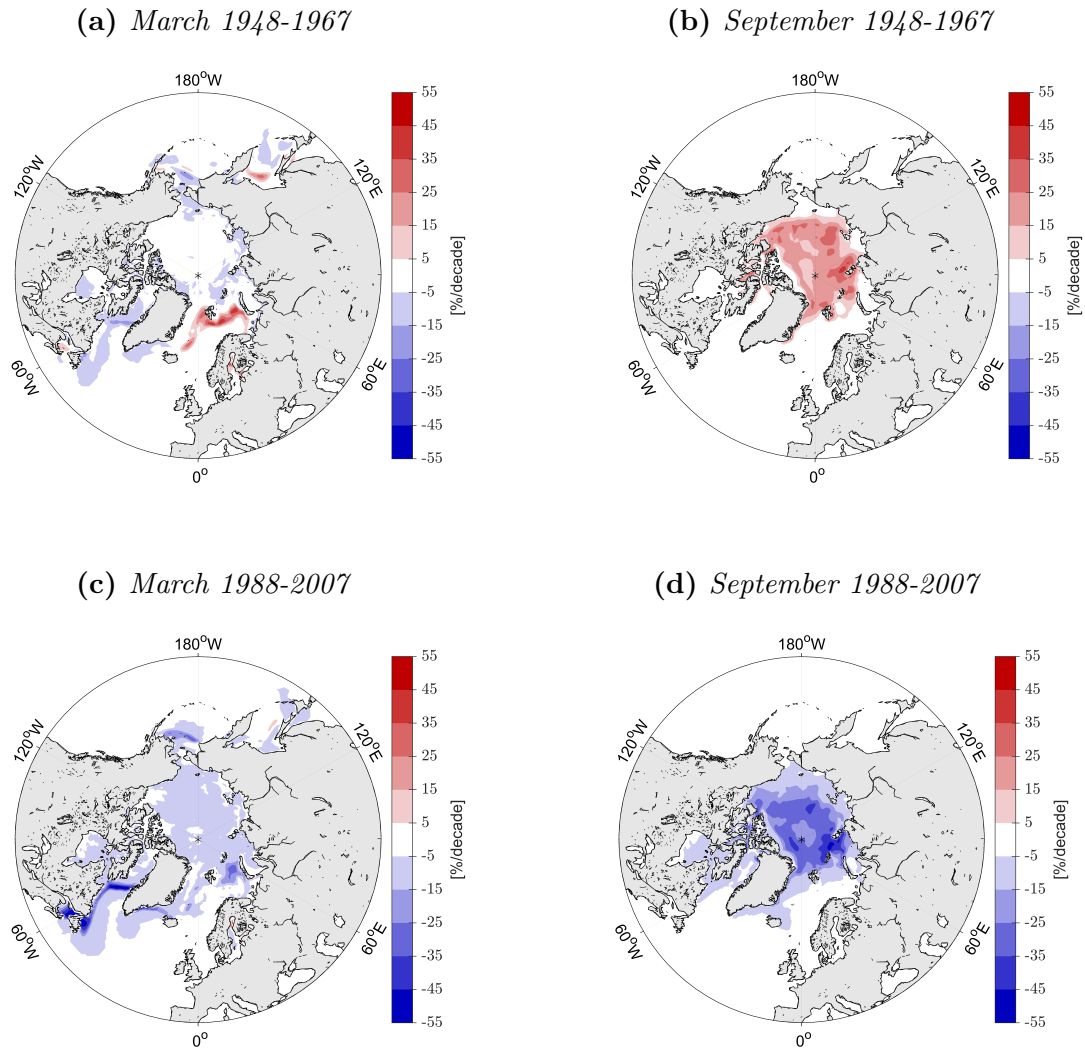 (a) March 1948-1967
(b) September 1948-1967
180°W
120°W
120°E
60°W
60°E
0°
55
45
35
25
15
5
-5
-15
-25
-35
-45
-55
[%/decade]
180°W
120°W
120°E
60°W
60°E
0°
55
45
35
25
15
5
-5
-15
-25
-35
-45
-55
[%/decade]
(c) March 1988-2007
(d) September 1988-2007
180°W
120°W
120°E
60°W
60°E
0°
55
45
35
25
15
5
-5
-15
-25
-35
-45
-55
[%/decade]
180°W
120°W
120°E
60°W
60°E
0°
55
45
35
25
15
5
-5
-15
-25
-35
-45
-55
[%/decade]